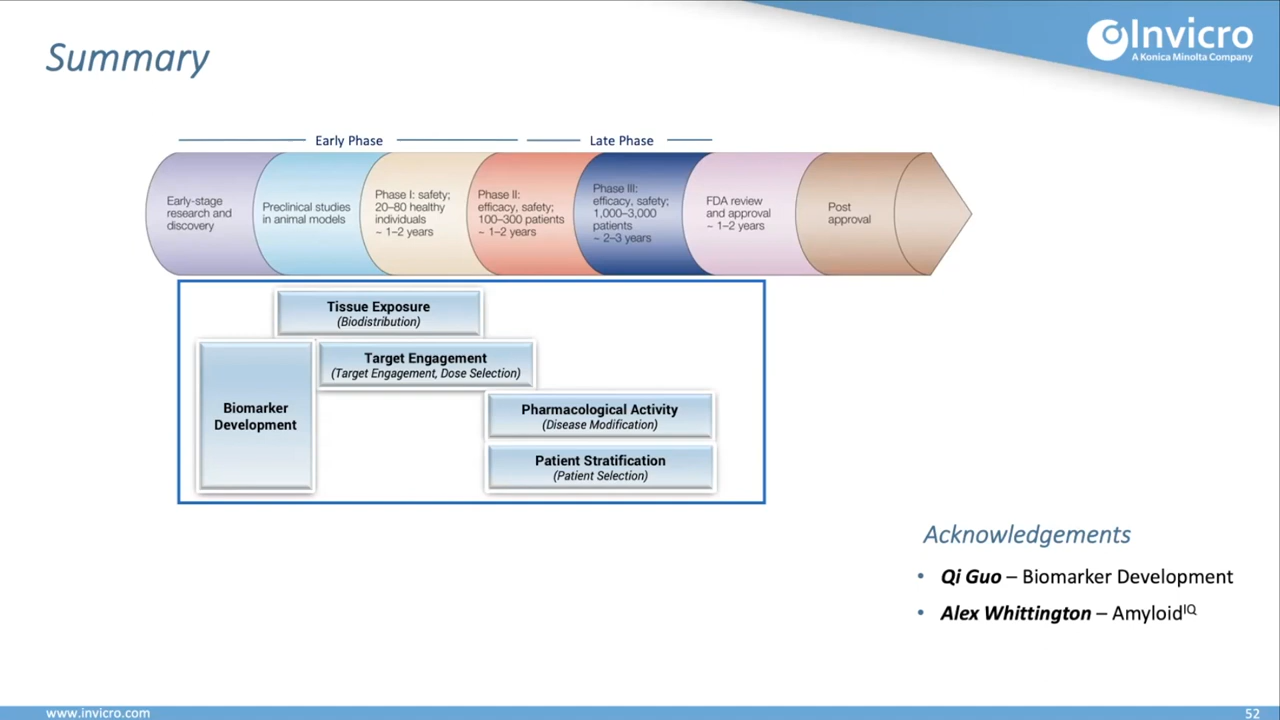 Summary
Invicro
A Konica Minolta Company
Early Phase
Late Phase
Early-stage
research and
discovery
Preclinical studies
in animal models
Phase I: safety;
20–80 healthy
individuals
~ 1–2 years
Phase II:
efficacy, safety;
100–300 patients
~ 1–2 years
Phase III:
efficacy, safety;
1,000–3,000
patients
~ 2–3 years
FDA review
and approval
~ 1–2 years
Post
approval
Tissue Exposure
(Biodistribution)
Target Engagement
(Target Engagement, Dose Selection)
Biomarker
Development
Pharmacological Activity
(Disease Modification)
Patient Stratification
(Patient Selection)
Acknowledgements
• Qi Guo – Biomarker Development
• Alex Whittington – AmyloidIQ
www.invicro.com
52